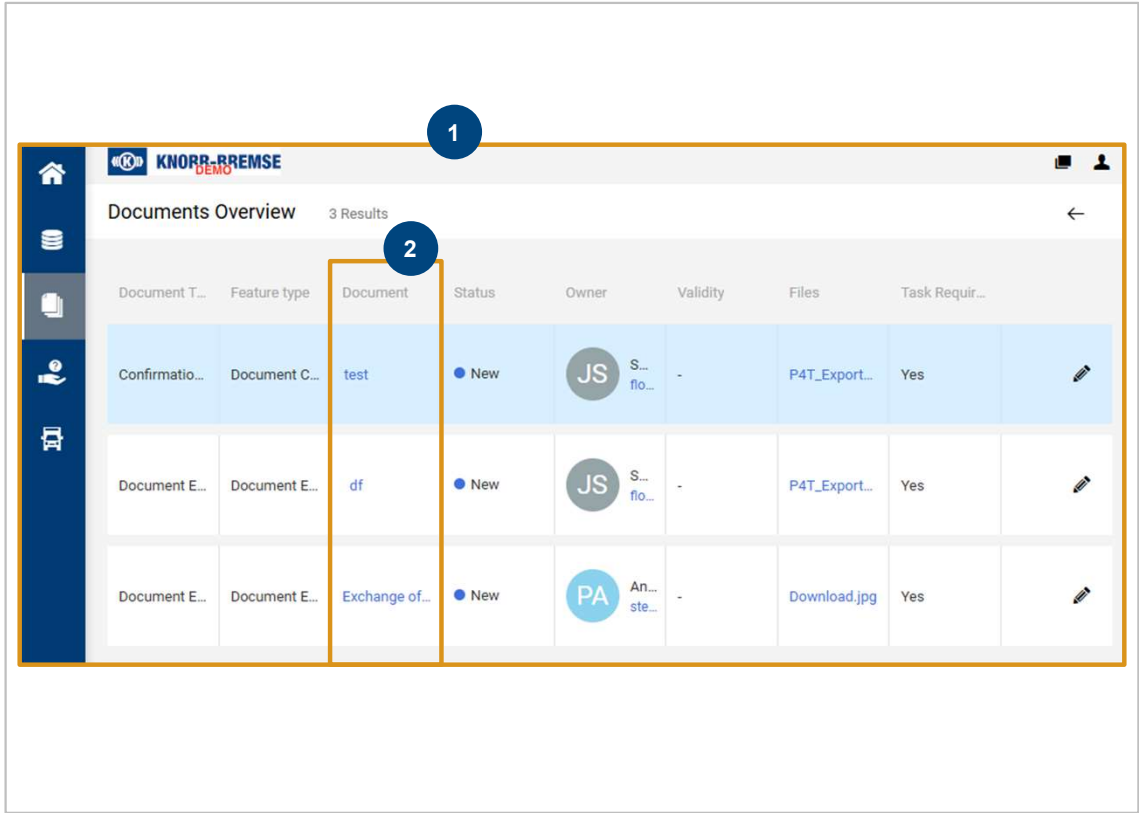 1
KNORR-BREMSE
DEMO
Documents Overview 3 Results
2
Document T... Feature type Document Status Owner Validity Files Task Requir...
Confirmatio... Document C... test New JS S... flo... - P4T_Export... Yes
Document E... Document E... df New JS S... flo... - P4T_Export... Yes
Document E... Document E... Exchange of... New PA An... ste... - Download.jpg Yes